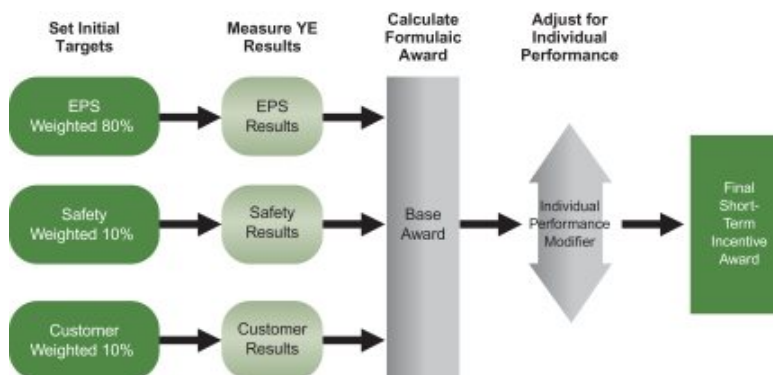 Set Initial
Targets
Measure YE
Results
Calculate
Formulaic
Award
Adjust for
Individual
Performance
EPS
Weighted 80%
EPS
Results
Safety
Weighted 10%
Safety
Results
Customer
Weighted 10%
Customer
Results
Base
Award
Individual
Performance
Modifier
Final
Short-
Term
Incentive
Award